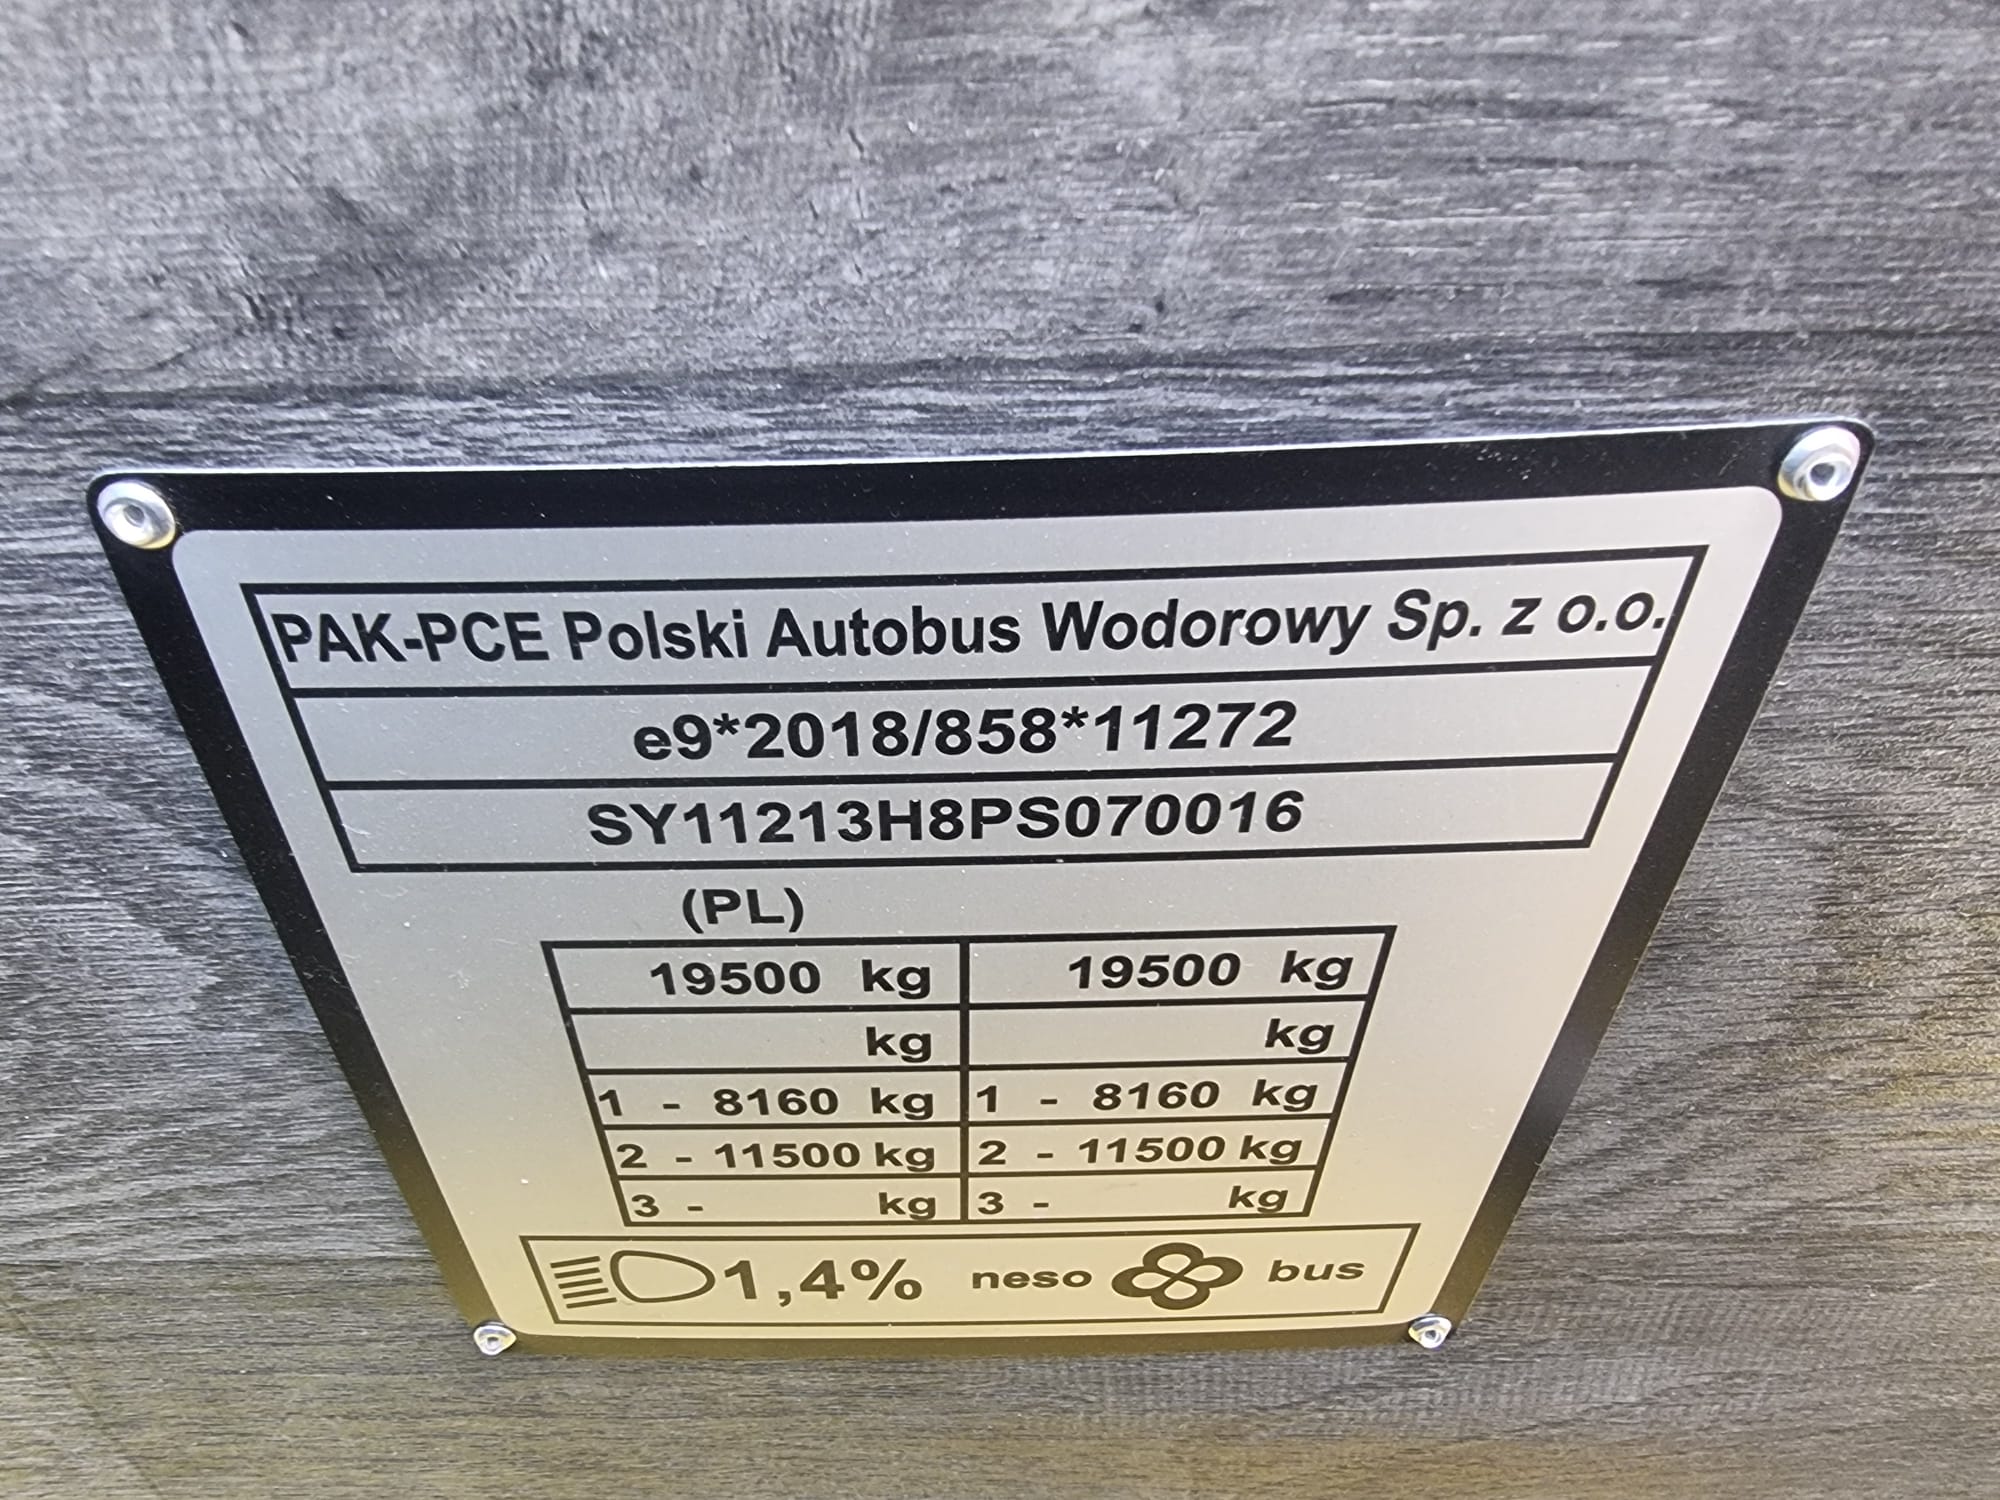 PAK-PCE Polski Autobus Wodorowy Sp. z o.o.
e9*2018/858*11272
SY11213H8PS070016
(PL)
19500 kg 19500 kg
kg kg
1 - 8160 kg 1 - 8160 kg
2 - 11500 kg 2 - 11500 kg
3 - kg 3 - kg
1,4% neso bus